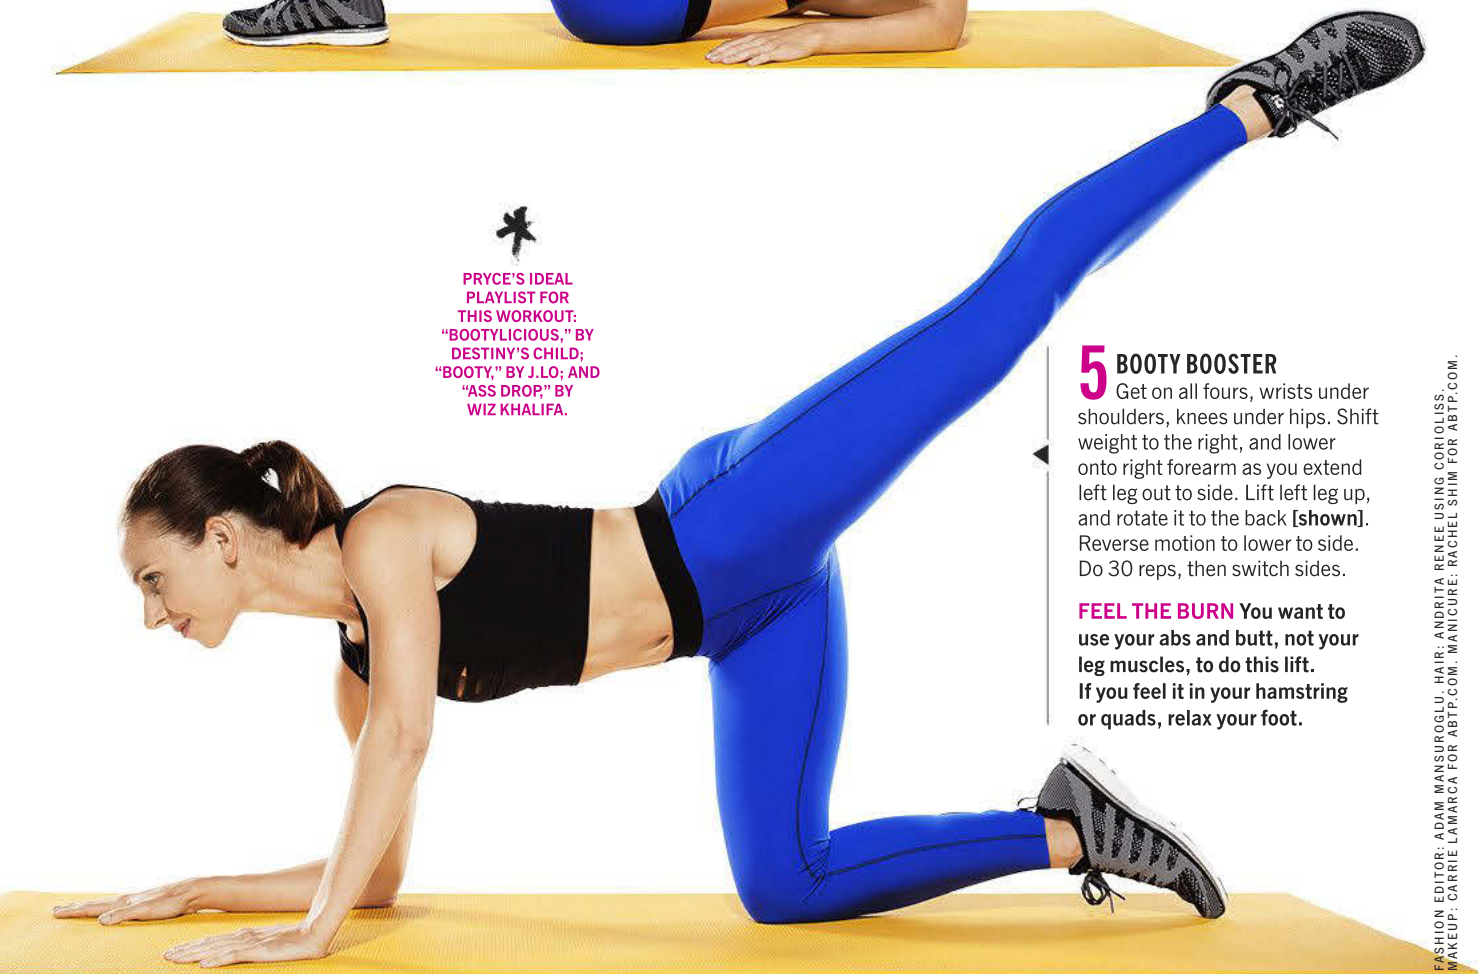 PRYCE'S IDEAL
PLAYLIST FOR
THIS WORKOUT:
“BOOTYLICIOUS,” BY
DESTINY'S CHILD;
“BOOTY,” BY J.LO; AND
“ASS DROP,” BY
WIZ KHALIFA.
5 BOOTY BOOSTER
Get on all fours, wrists under
shoulders, knees under hips. Shift
weight to the right, and lower
onto right forearm as you extend
left leg out to side. Lift left leg up,
and rotate it to the back [shown].
Reverse motion to lower to side.
Do 30 reps, then switch sides.
FEEL THE BURN You want to
use your abs and butt, not your
leg muscles, to do this lift.
If you feel it in your hamstring
or quads, relax your foot.
FASHION EDITOR: ADAM MANSUROGLU. HAIR: ANDRITA RENEE USING CORIOLISS.
MAKEUP: CARRIE LAMARCA FOR ABTP.COM. MANICURE: RACHEL SHIM FOR ABTP.COM.